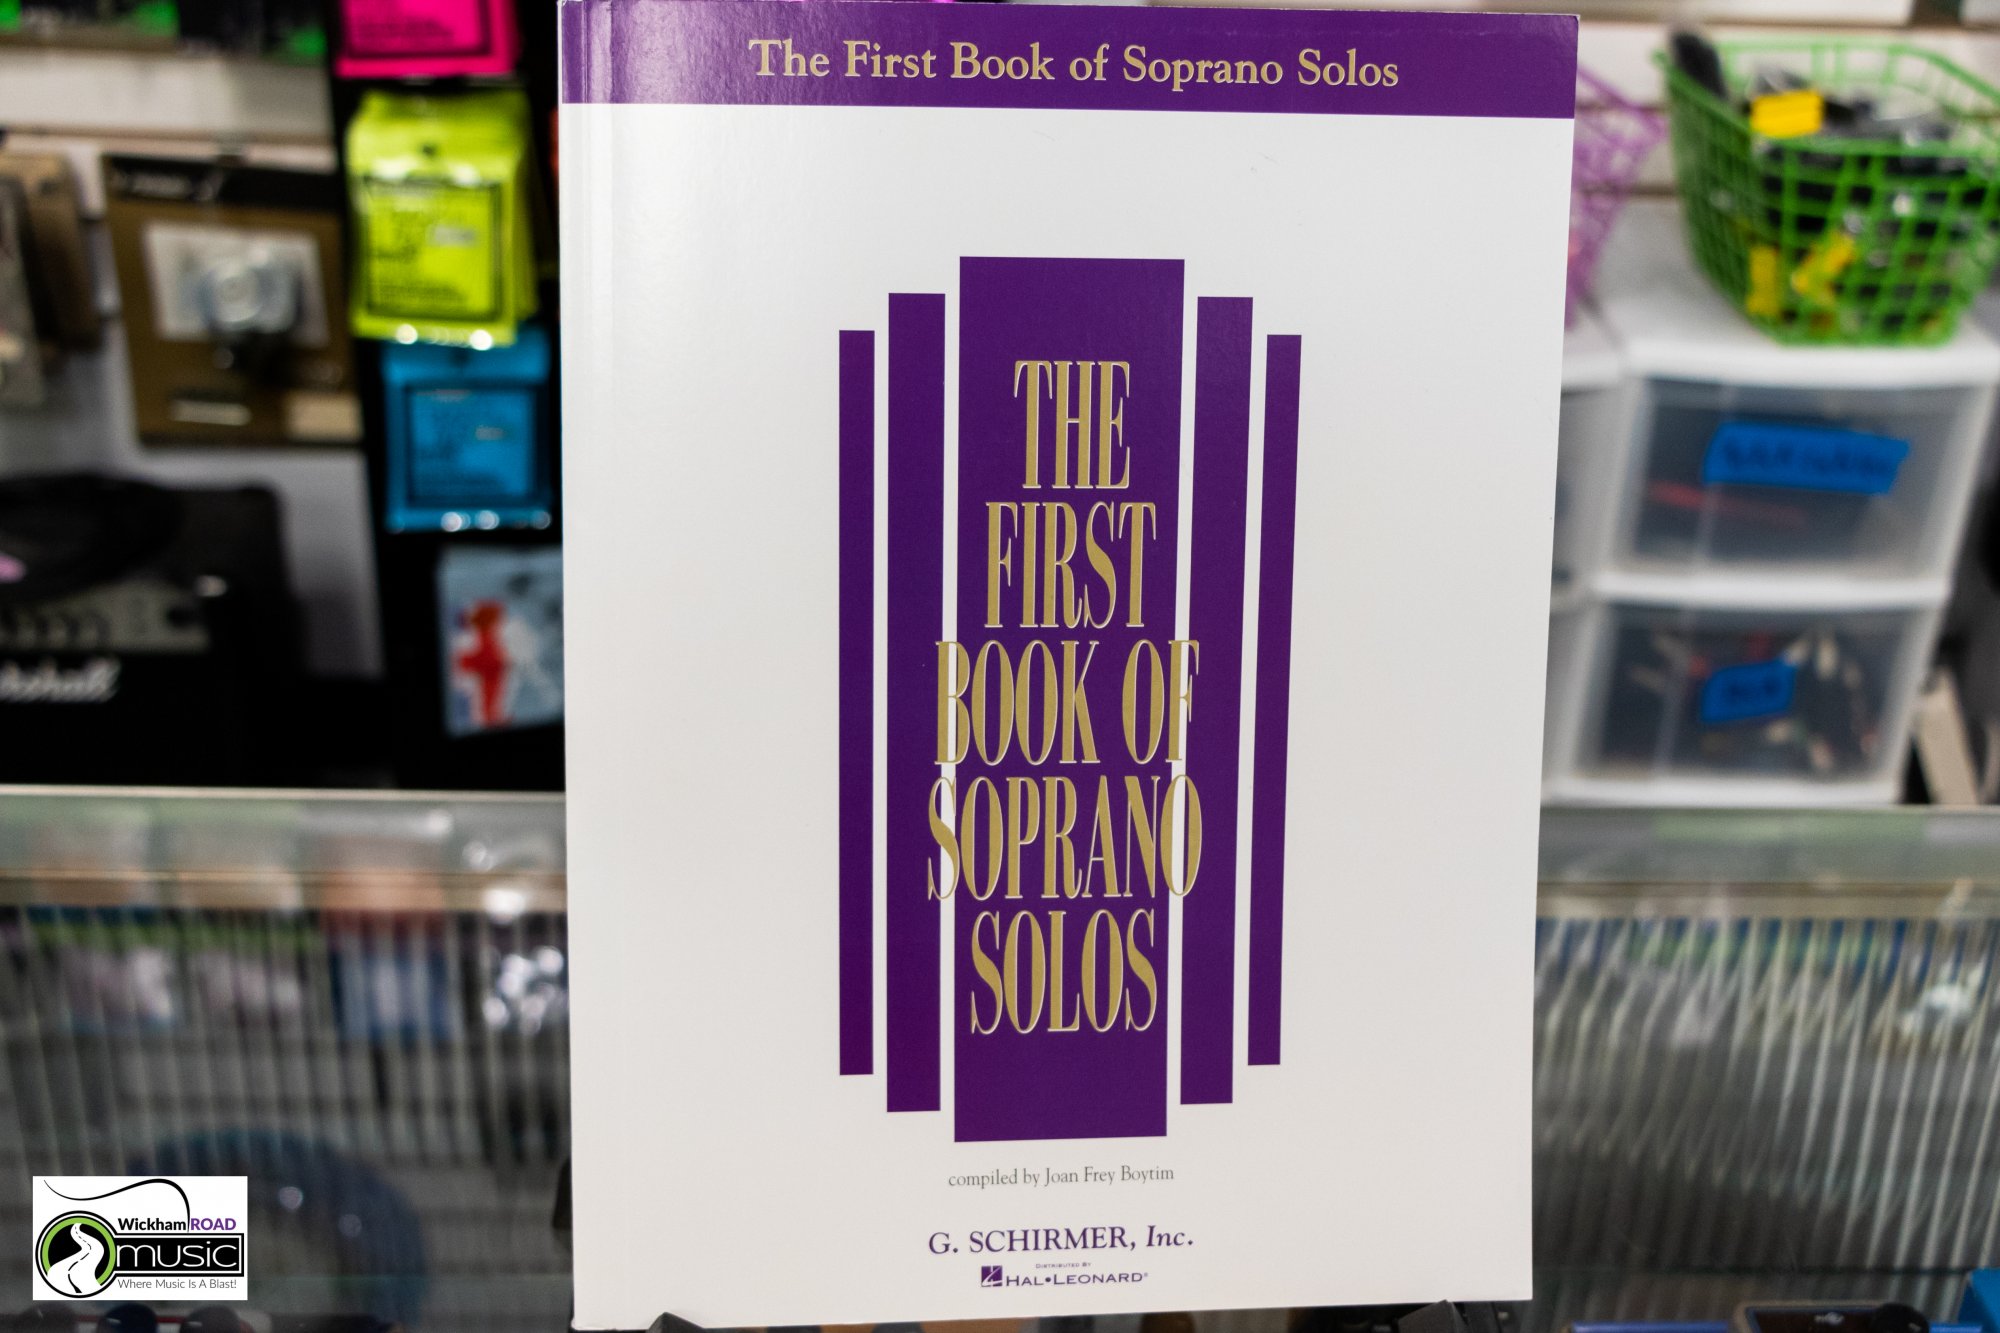 The First Book of Soprano Solos
THE
FIRST
BOOK OF
SOPRANO
SOLOS
compiled by Joan Frey Boytim
G. SCHIRMER, Inc.
DISTRIBUTED BY
HAL•LEONARD®
Wickham ROAD
music
Where Music Is A Blast!